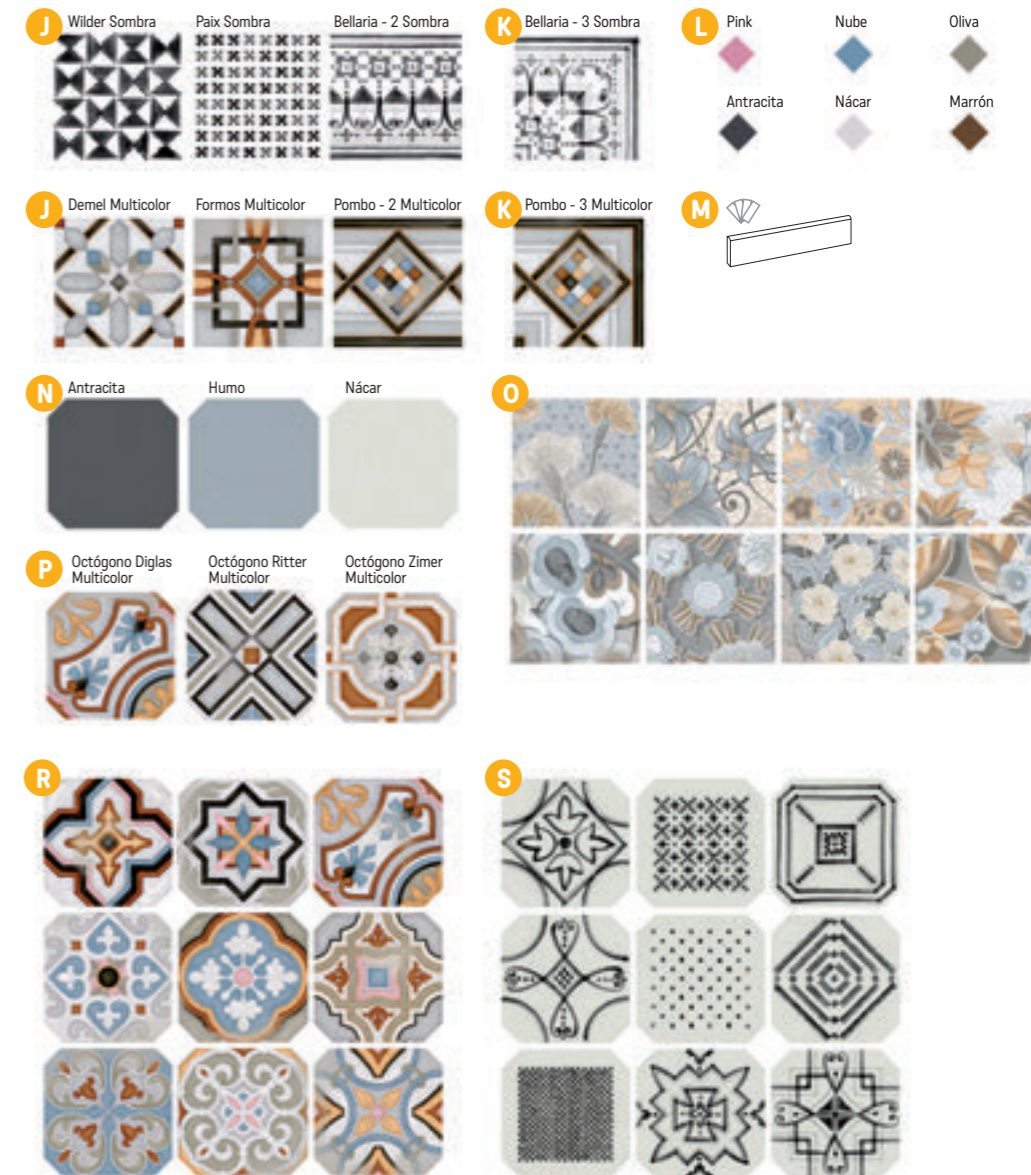 J Wilder Sombra Paix Sombra Bellaria - 2 Sombra K Bellaria - 3 Sombra L Pink Nube Oliva
Antracita Nácar Marrón
J Demel Multicolor Formos Multicolor Pombo - 2 Multicolor K Pombo - 3 Multicolor M
N Antracita Humo Nácar O
P Octógono Diglas Octógono Ritter Octógono Zimer
Multicolor Multicolor Multicolor
R S